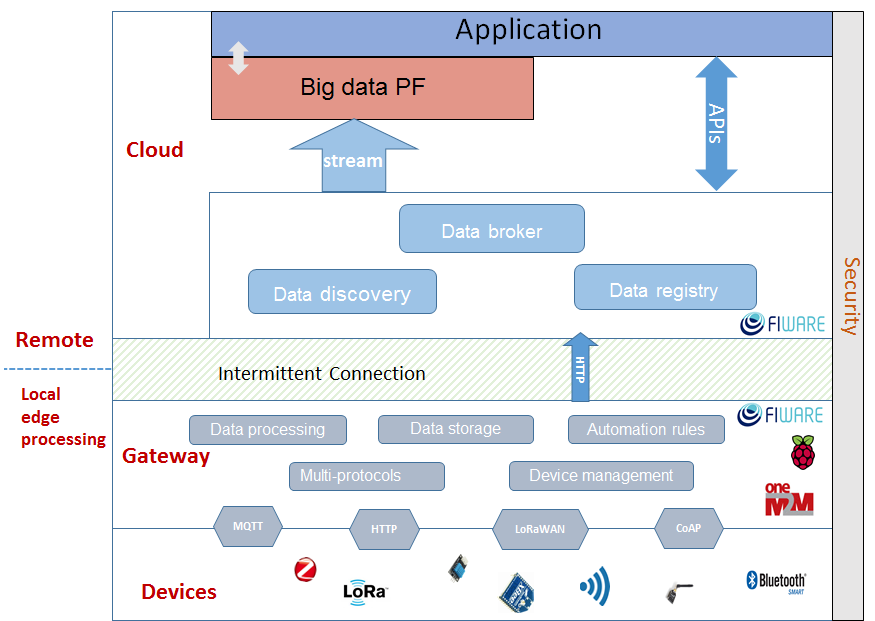 Application
Big data PF
Cloud
stream
APIs
Data broker
Data discovery
Data registry
Security
FIWARE
Remote
Intermittent Connection
HTTP
Local
edge
processing
Gateway
FIWARE
Data processing
Data storage
Automation rules
Multi-protocols
Device management
one
M2M
MQTT
HTTP
LoRaWAN
CoAP
Devices
LoRa
Bluetooth
SMART